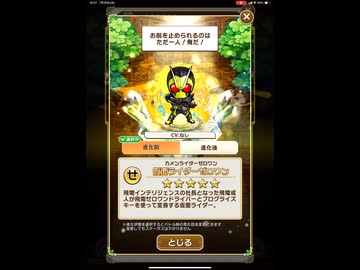 お前を止められるのは
ただ一人！俺だ！
CV:なし
選択中
進化前
進化後
カメンライダーゼロワン
仮面ライダーゼロワン
せ
飛電インテリジェンスの社長となった飛電或
人が飛電ゼロワンドライバーとプログライズ
キーを使って変身する仮面ライダー。
とじる